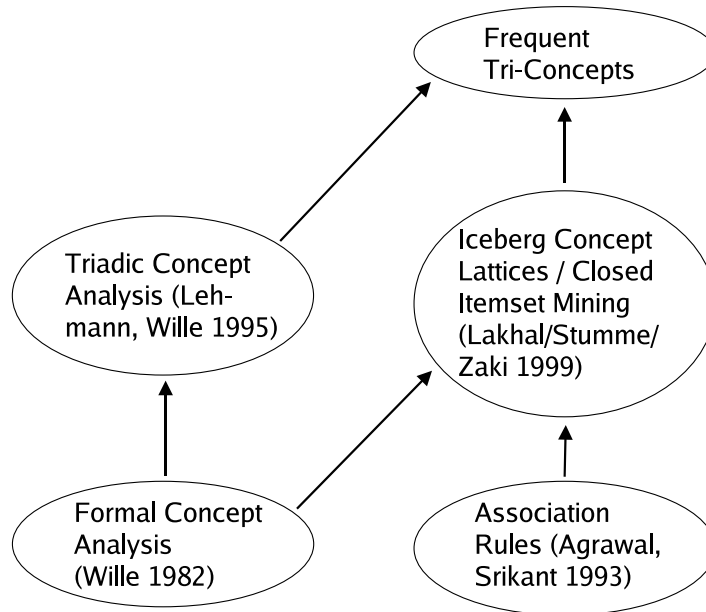 Frequent
Tri-Concepts
Triadic Concept
Analysis (Leh-
mann, Wille 1995)
Iceberg Concept
Lattices / Closed
Itemset Mining
(Lakhal/Stumme/
Zaki 1999)
Formal Concept
Analysis
(Wille 1982)
Association
Rules (Agrawal,
Srikant 1993)